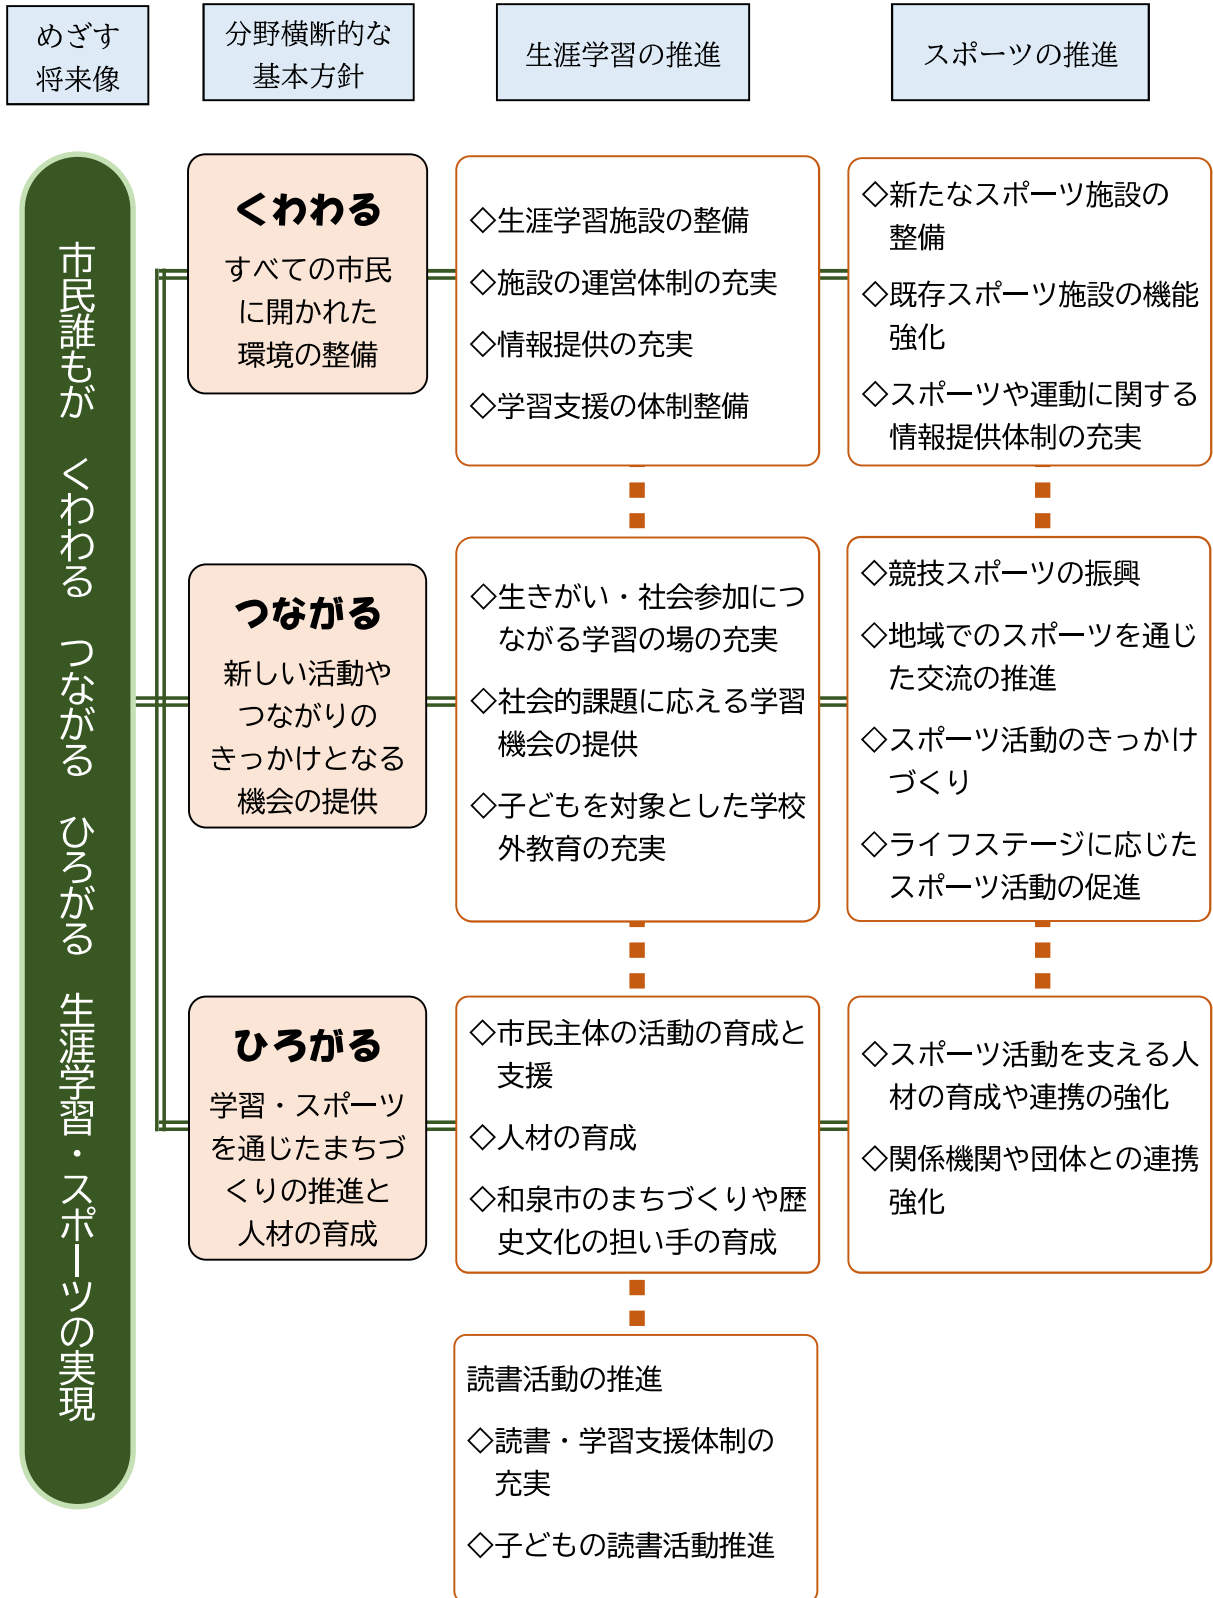 めざす
将来像
分野横断的な
基本方針
生涯学習の推進
スポーツの推進
市民誰もが　くわわる　つながる　ひろがる　生涯学習・スポーツの実現
くわわる
すべての市民
に開かれた
環境の整備
◇生涯学習施設の整備
◇施設の運営体制の充実
◇情報提供の充実
◇学習支援の体制整備
◇新たなスポーツ施設の
整備
◇既存スポーツ施設の機能
強化
◇スポーツや運動に関する
情報提供体制の充実
つながる
新しい活動や
つながりの
きっかけとなる
機会の提供
◇生きがい・社会参加につ
ながる学習の場の充実
◇社会的課題に応える学習
機会の提供
◇子どもを対象とした学校
外教育の充実
◇競技スポーツの振興
◇地域でのスポーツを通じ
た交流の推進
◇スポーツ活動のきっかけ
づくり
◇ライフステージに応じた
スポーツ活動の促進
ひろがる
学習・スポーツ
を通じたまちづ
くりの推進と
人材の育成
◇市民主体の活動の育成と
支援
◇人材の育成
◇和泉市のまちづくりや歴
史文化の担い手の育成
◇スポーツ活動を支える人
材の育成や連携の強化
◇関係機関や団体との連携
強化
読書活動の推進
◇読書・学習支援体制の
充実
◇子どもの読書活動推進